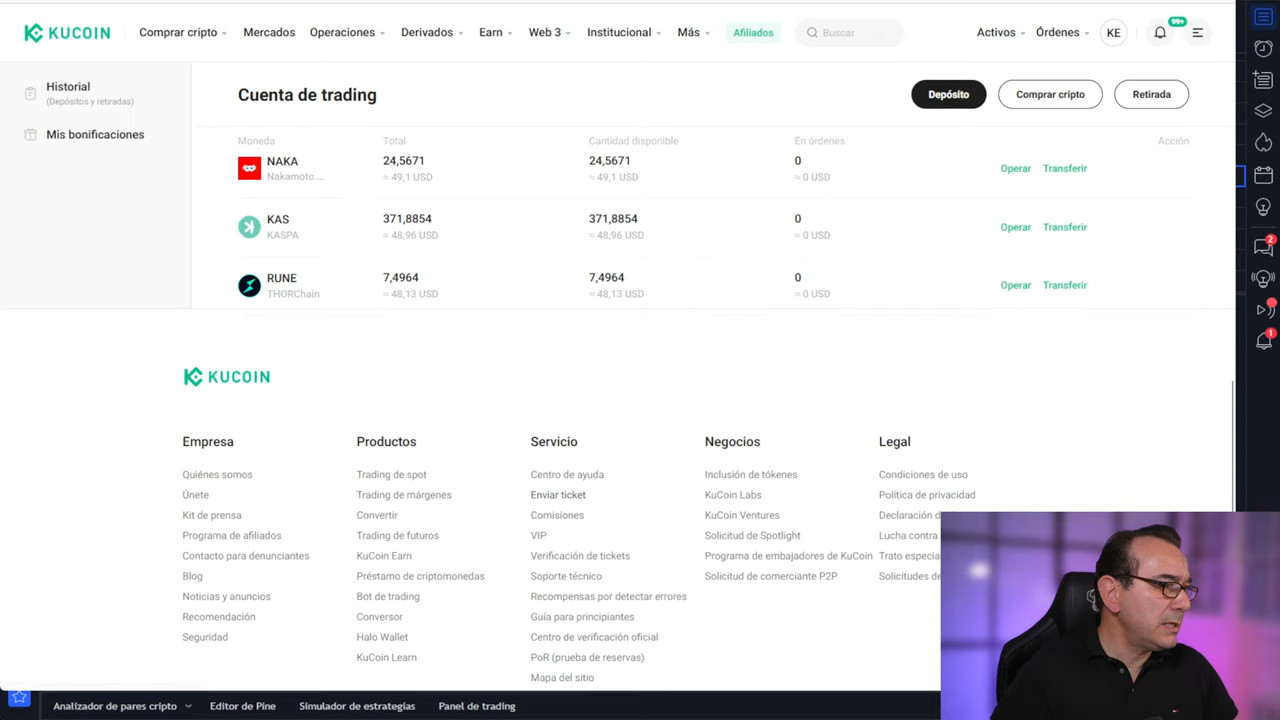 KUCOIN
Comprar cripto
Mercados
Operaciones
Derivados
Earn
Web 3
Institucional
Más
Afiliados
Buscar
Activos
Órdenes
KE
99+
Historial
(Depósitos y retiradas)
Mis bonificaciones
Cuenta de trading
Depósito
Comprar cripto
Retirada
Moneda
Total
Cantidad disponible
En órdenes
Acción
NAKA
24,5671
24,5671
0
Operar
Transferir
Nakamoto....
≈ 49,1 USD
≈ 49,1 USD
≈ 0 USD
KAS
371,8854
371,8854
0
Operar
Transferir
KASPA
≈ 48,96 USD
≈ 48,96 USD
≈ 0 USD
RUNE
7,4964
7,4964
0
Operar
Transferir
THORChain
≈ 48,13 USD
≈ 48,13 USD
≈ 0 USD
2
1
KUCOIN
Empresa
Quiénes somos
Únete
Kit de prensa
Programa de afiliados
Contacto para denunciantes
Blog
Noticias y anuncios
Recomendación
Seguridad
Productos
Trading de spot
Trading de márgenes
Convertir
Trading de futuros
KuCoin Earn
Préstamo de criptomonedas
Bot de trading
Conversor
Halo Wallet
KuCoin Learn
Servicio
Centro de ayuda
Enviar ticket
Comisiones
VIP
Verificación de tickets
Soporte técnico
Recompensas por detectar errores
Guía para principiantes
Centro de verificación oficial
PoR (prueba de reservas)
Mapa del sitio
Negocios
Inclusión de tókenes
KuCoin Labs
KuCoin Ventures
Solicitud de Spotlight
Programa de embajadores de KuCoin
Solicitud de comerciante P2P
Legal
Condiciones de uso
Política de privacidad
Declaración d
Lucha contra
Trato especia
Solicitudes de
Analizador de pares cripto
Editor de Pine
Simulador de estrategias
Panel de trading